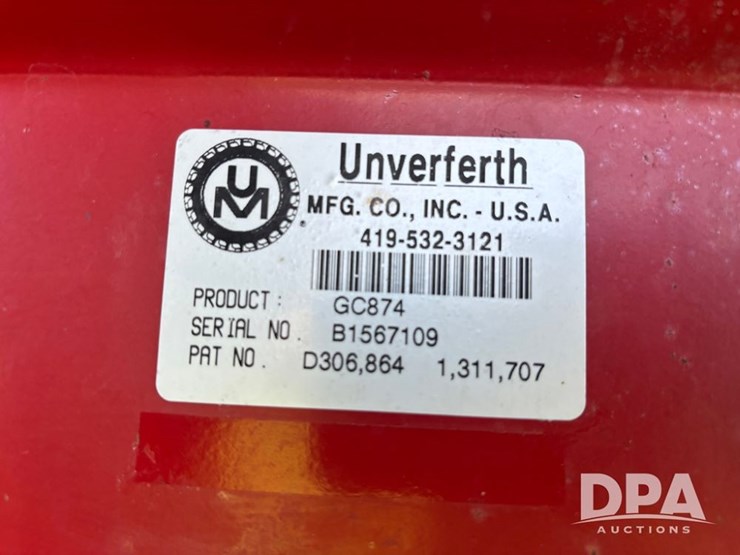 UM
Unverferth
MFG. CO., INC. - U.S.A.
419-532-3121
PRODUCT: GC874
SERIAL NO. B1567109
PAT NO. D306,864 1,311,707
DPA
AUCTIONS